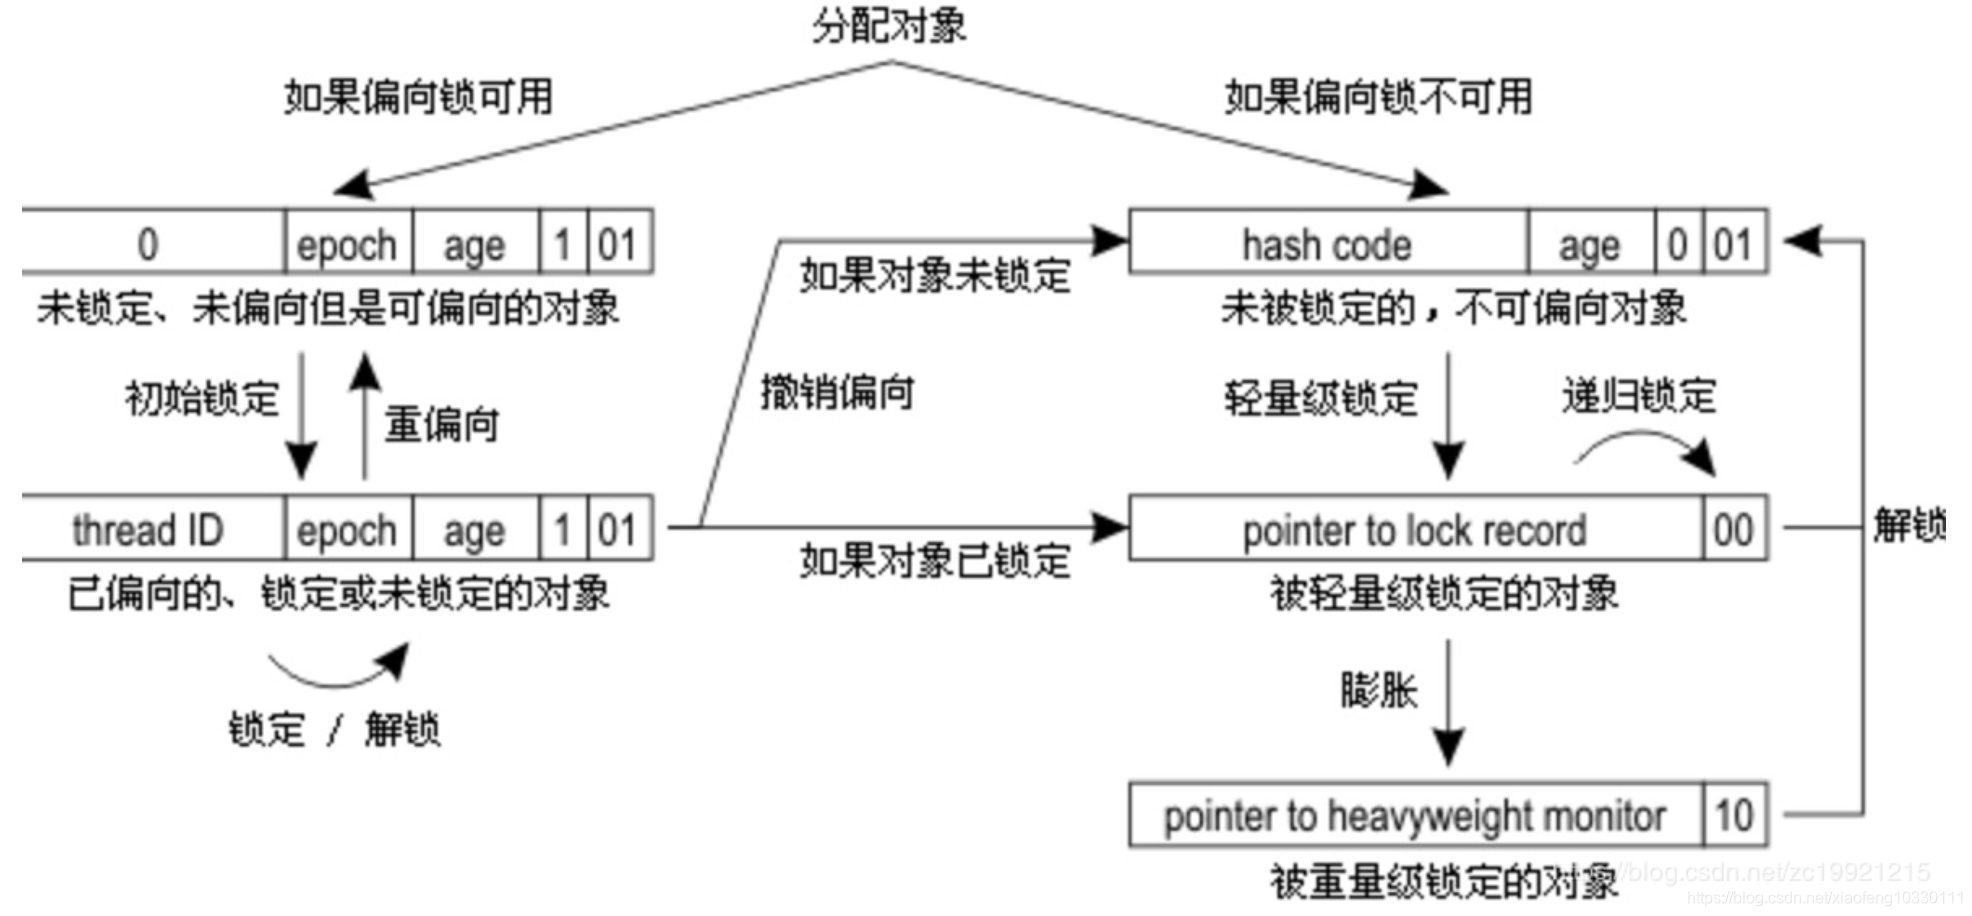 分配对象
如果偏向锁可用
如果偏向锁不可用
0 epoch age 1 01
未锁定、未偏向但是可偏向的对象
hash code age 0 01
未被锁定的，不可偏向对象
如果对象未锁定
初始锁定
重偏向
撤销偏向
轻量级锁定
递归锁定
thread ID epoch age 1 01
已偏向的、锁定或未锁定的对象
如果对象已锁定
pointer to lock record 00
被轻量级锁定的对象
解锁
锁定 / 解锁
膨胀
pointer to heavyweight monitor 10
被重量级锁定的对象
/blog.csdn.net/zc19921215
https://blog.csdn.net/xiaofeng10330111